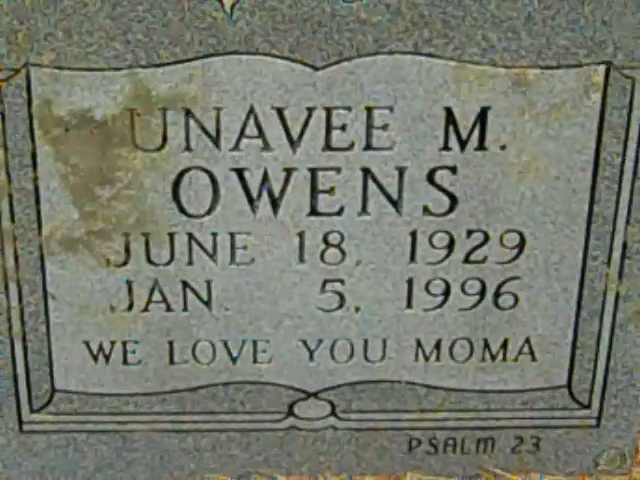 UNAVEE M.
OWENS
JUNE 18, 1929
JAN. 5, 1996
WE LOVE YOU MOMA
PSALM 23